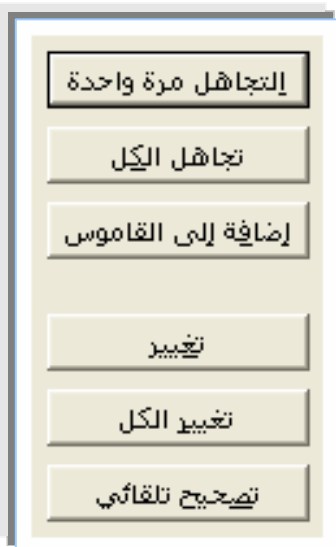 التجاهل مرة واحدة
تجاهل الكل
إضافة إلى القاموس
تغيير
تغيير الكل
تصحيح تلقائي